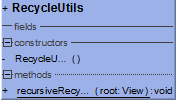 + RecycleUtils
fields
constructors
- RecycleU... ()
methods
+ recursiveRecy... (root: View):void